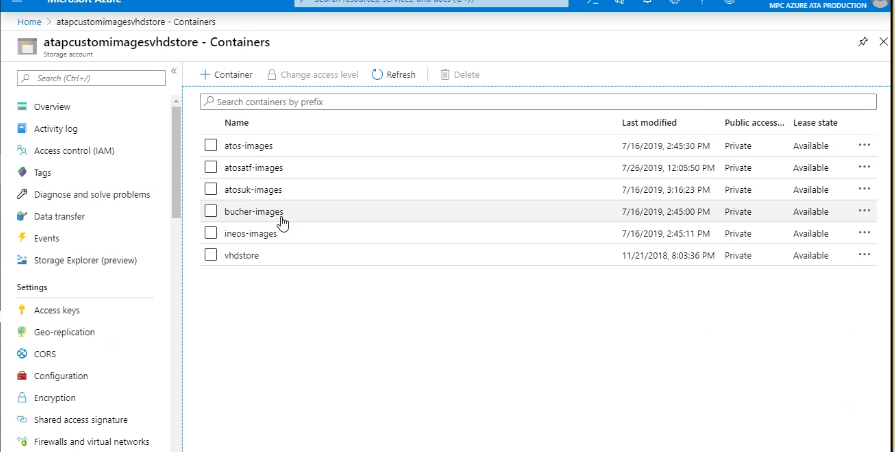 Microsoft Azure
Search resources, services, and docs (G+/)
MPC AZURE ATA PRODUCTION
Home > atapcustomimagesvhdstore - Containers
atapcustomimagesvhdstore - Containers
Storage account
Search (Ctrl+/)
«
Overview
Activity log
Access control (IAM)
Tags
Diagnose and solve problems
Data transfer
Events
Storage Explorer (preview)
Settings
Access keys
Geo-replication
CORS
Configuration
Encryption
Shared access signature
Firewalls and virtual networks
+ Container Change access level Refresh Delete
Search containers by prefix
Name Last modified Public access... Lease state
atos-images 7/16/2019, 2:45:30 PM Private Available ...
atosatf-images 7/26/2019, 12:05:50 PM Private Available ...
atosuk-images 7/16/2019, 3:16:23 PM Private Available ...
bucher-images 7/16/2019, 2:45:00 PM Private Available ...
ineos-images 7/16/2019, 2:45:11 PM Private Available ...
vhdstore 11/21/2018, 8:03:36 PM Private Available ...